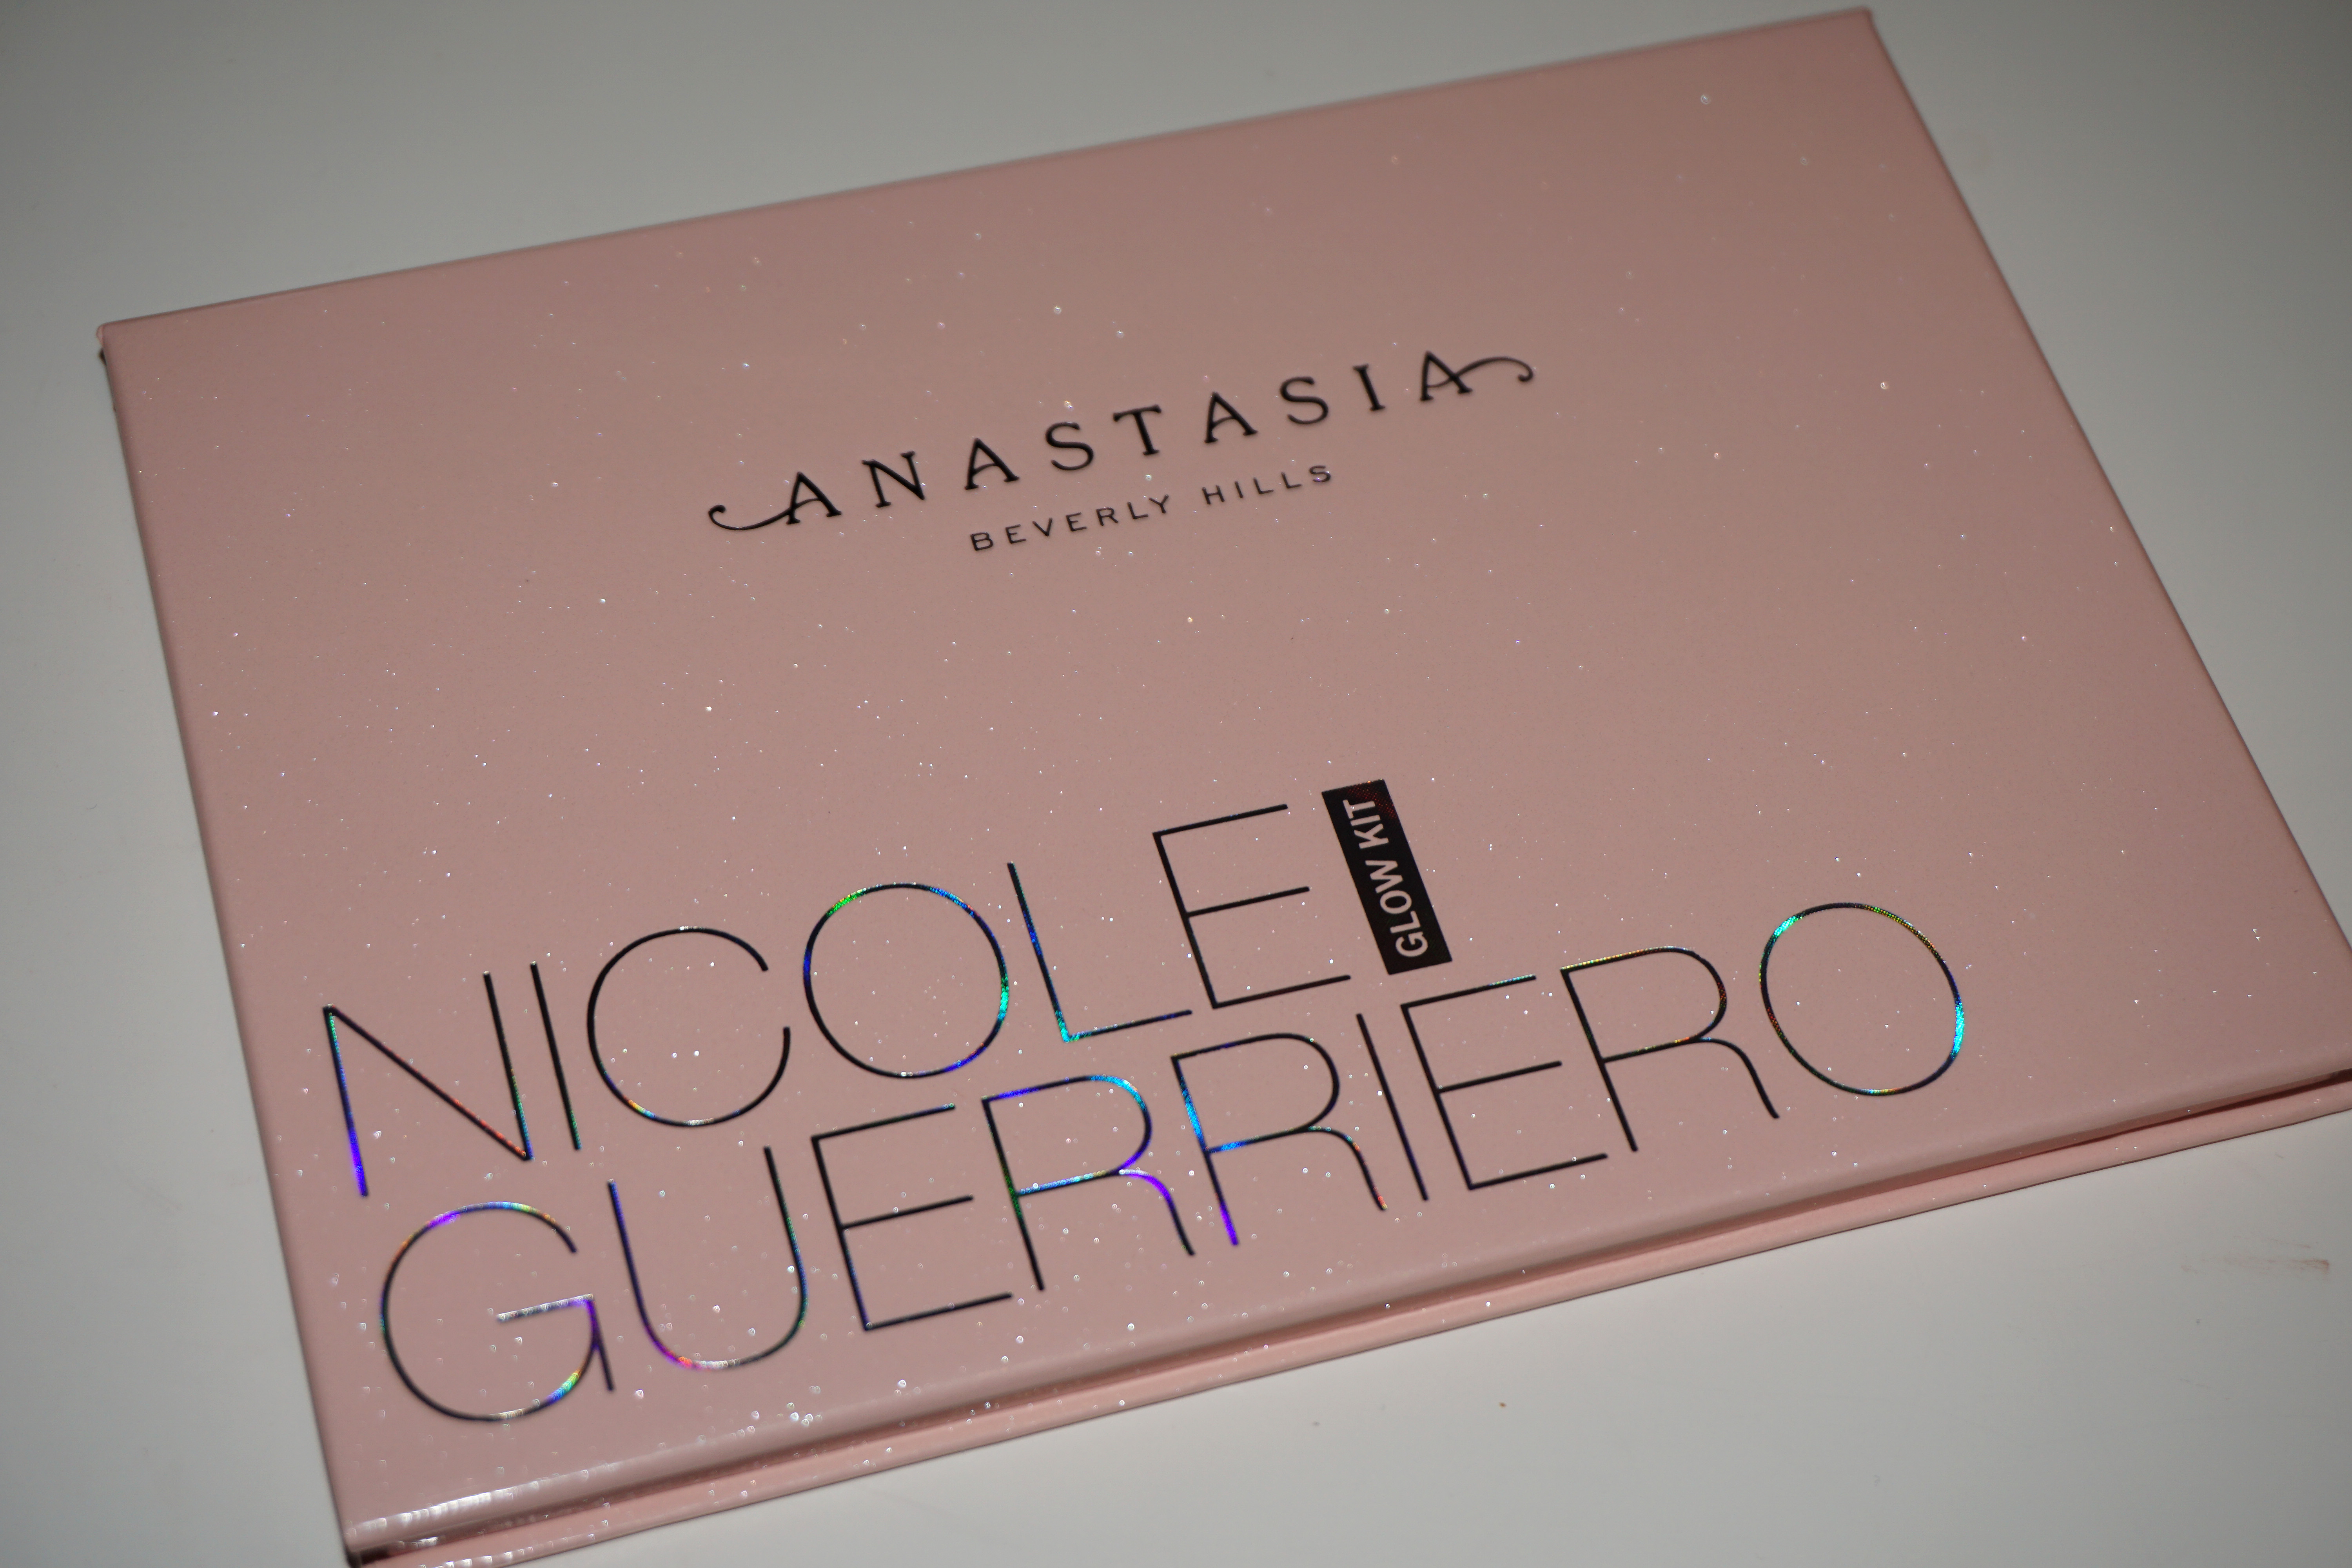 ANASTASIA
BEVERLY HILLS
NICOLE
GLOW KIT
GUERRIERO